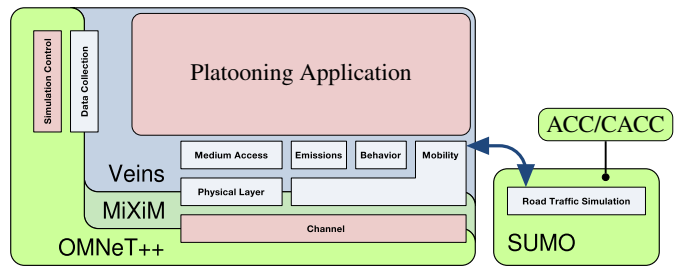 Simulation Control
Data Collection
Platooning Application
Medium Access
Emissions
Behavior
Mobility
Veins
Physical Layer
MiXiM
Channel
OMNeT++
ACC/CACC
Road Traffic Simulation
SUMO